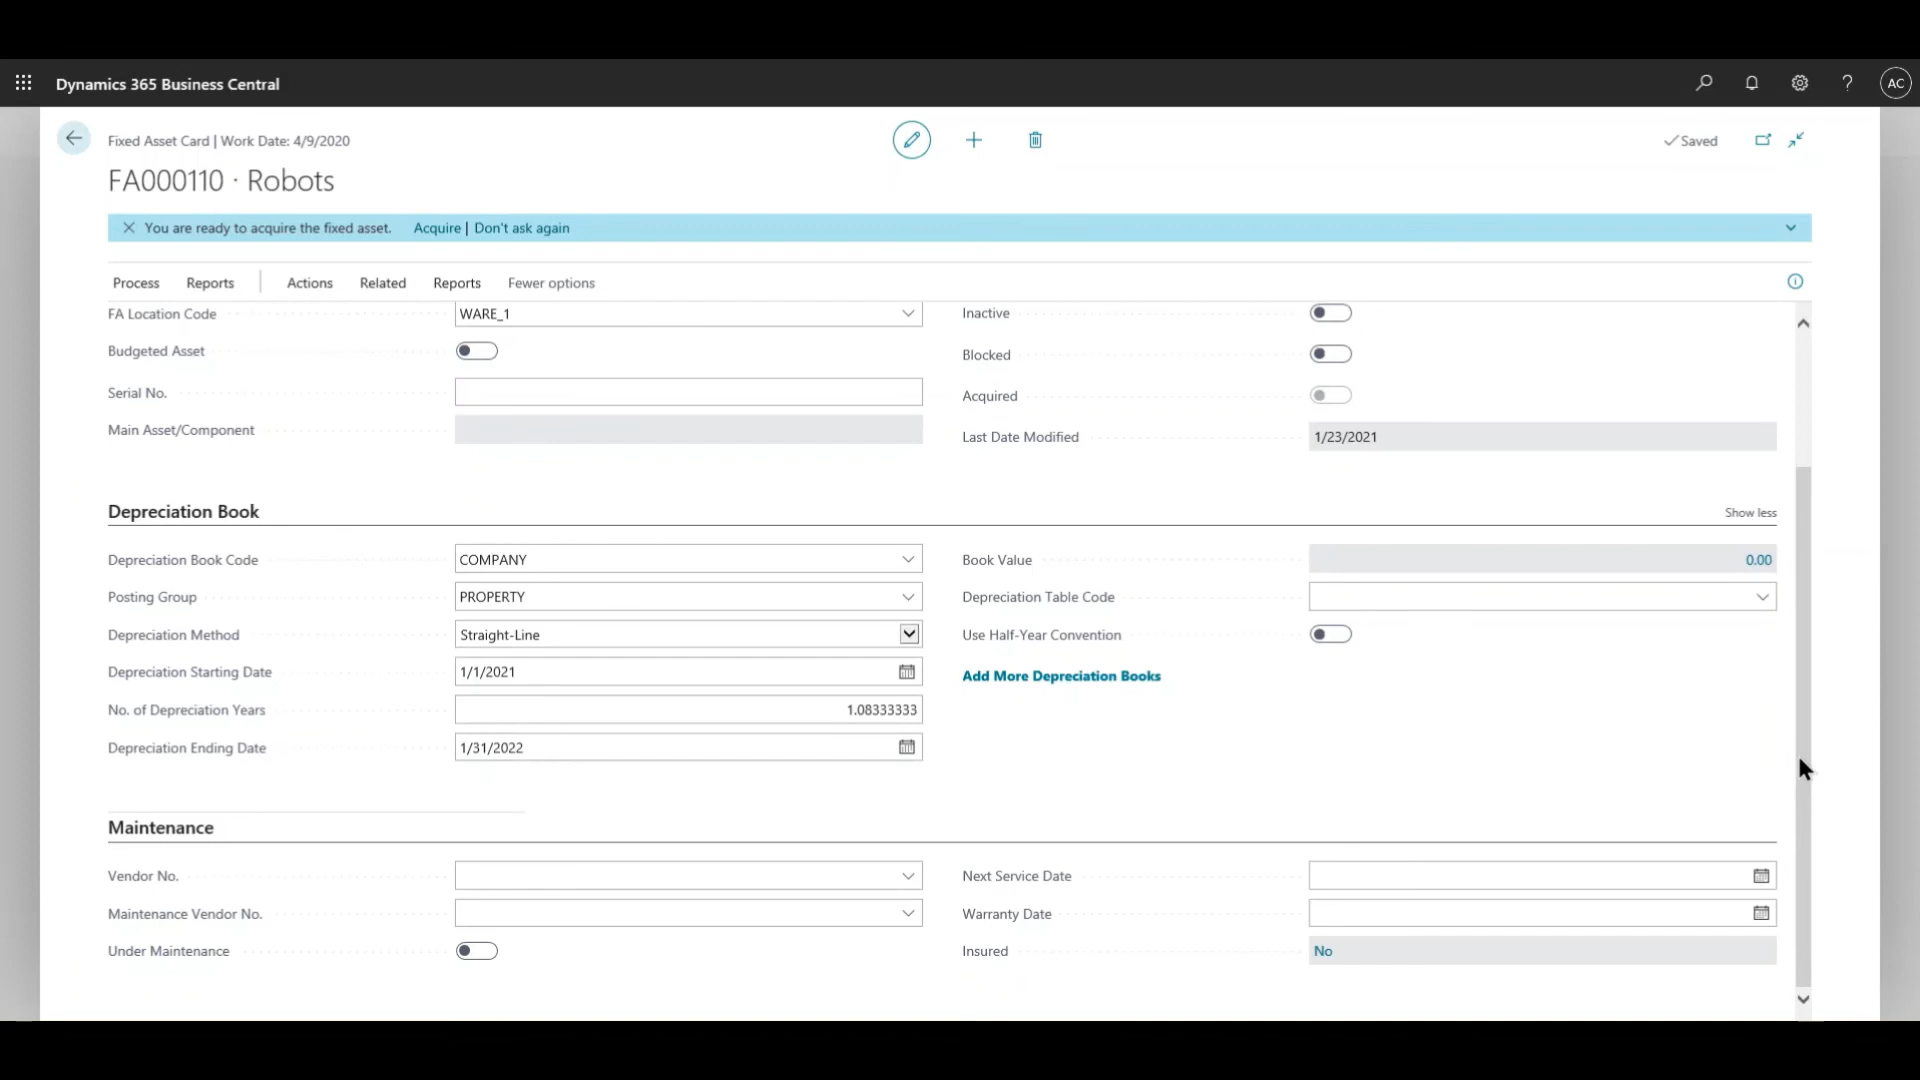 Dynamics 365 Business Central
AC
Fixed Asset Card | Work Date: 4/9/2020
Saved
FA000110 · Robots
You are ready to acquire the fixed asset. Acquire | Don't ask again
Process Reports Actions Related Reports Fewer options
FA Location Code WARE_1
Inactive
Budgeted Asset
Blocked
Serial No.
Acquired
Main Asset/Component
Last Date Modified 1/23/2021
Depreciation Book
Show less
Depreciation Book Code COMPANY
Book Value 0.00
Posting Group PROPERTY
Depreciation Table Code
Depreciation Method Straight-Line
Use Half-Year Convention
Depreciation Starting Date 1/1/2021
Add More Depreciation Books
No. of Depreciation Years 1.08333333
Depreciation Ending Date 1/31/2022
Maintenance
Vendor No.
Next Service Date
Maintenance Vendor No.
Warranty Date
Under Maintenance
Insured No